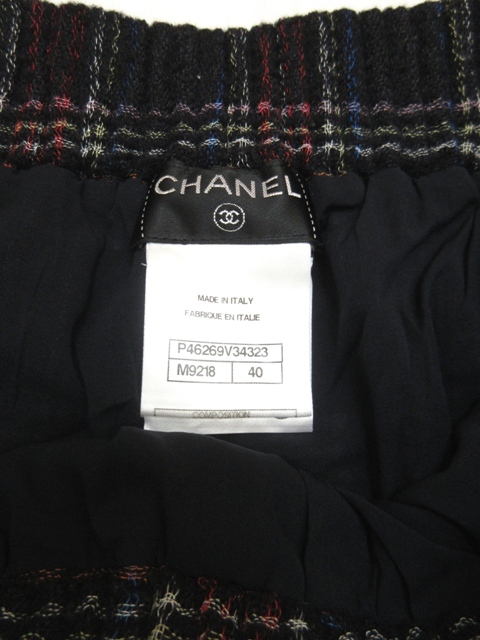 CHANEL
MADE IN ITALY
FABRIQUE EN ITALIE
P46269V34323
M9218 40
COMPOSITION